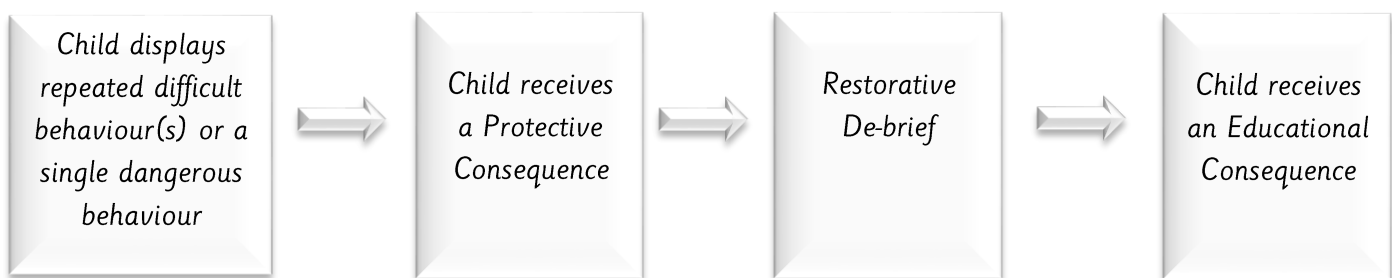 Child displays
repeated difficult
behaviour(s) or a
single dangerous
behaviour
Child receives
a Protective
Consequence
Restorative
De-brief
Child receives
an Educational
Consequence